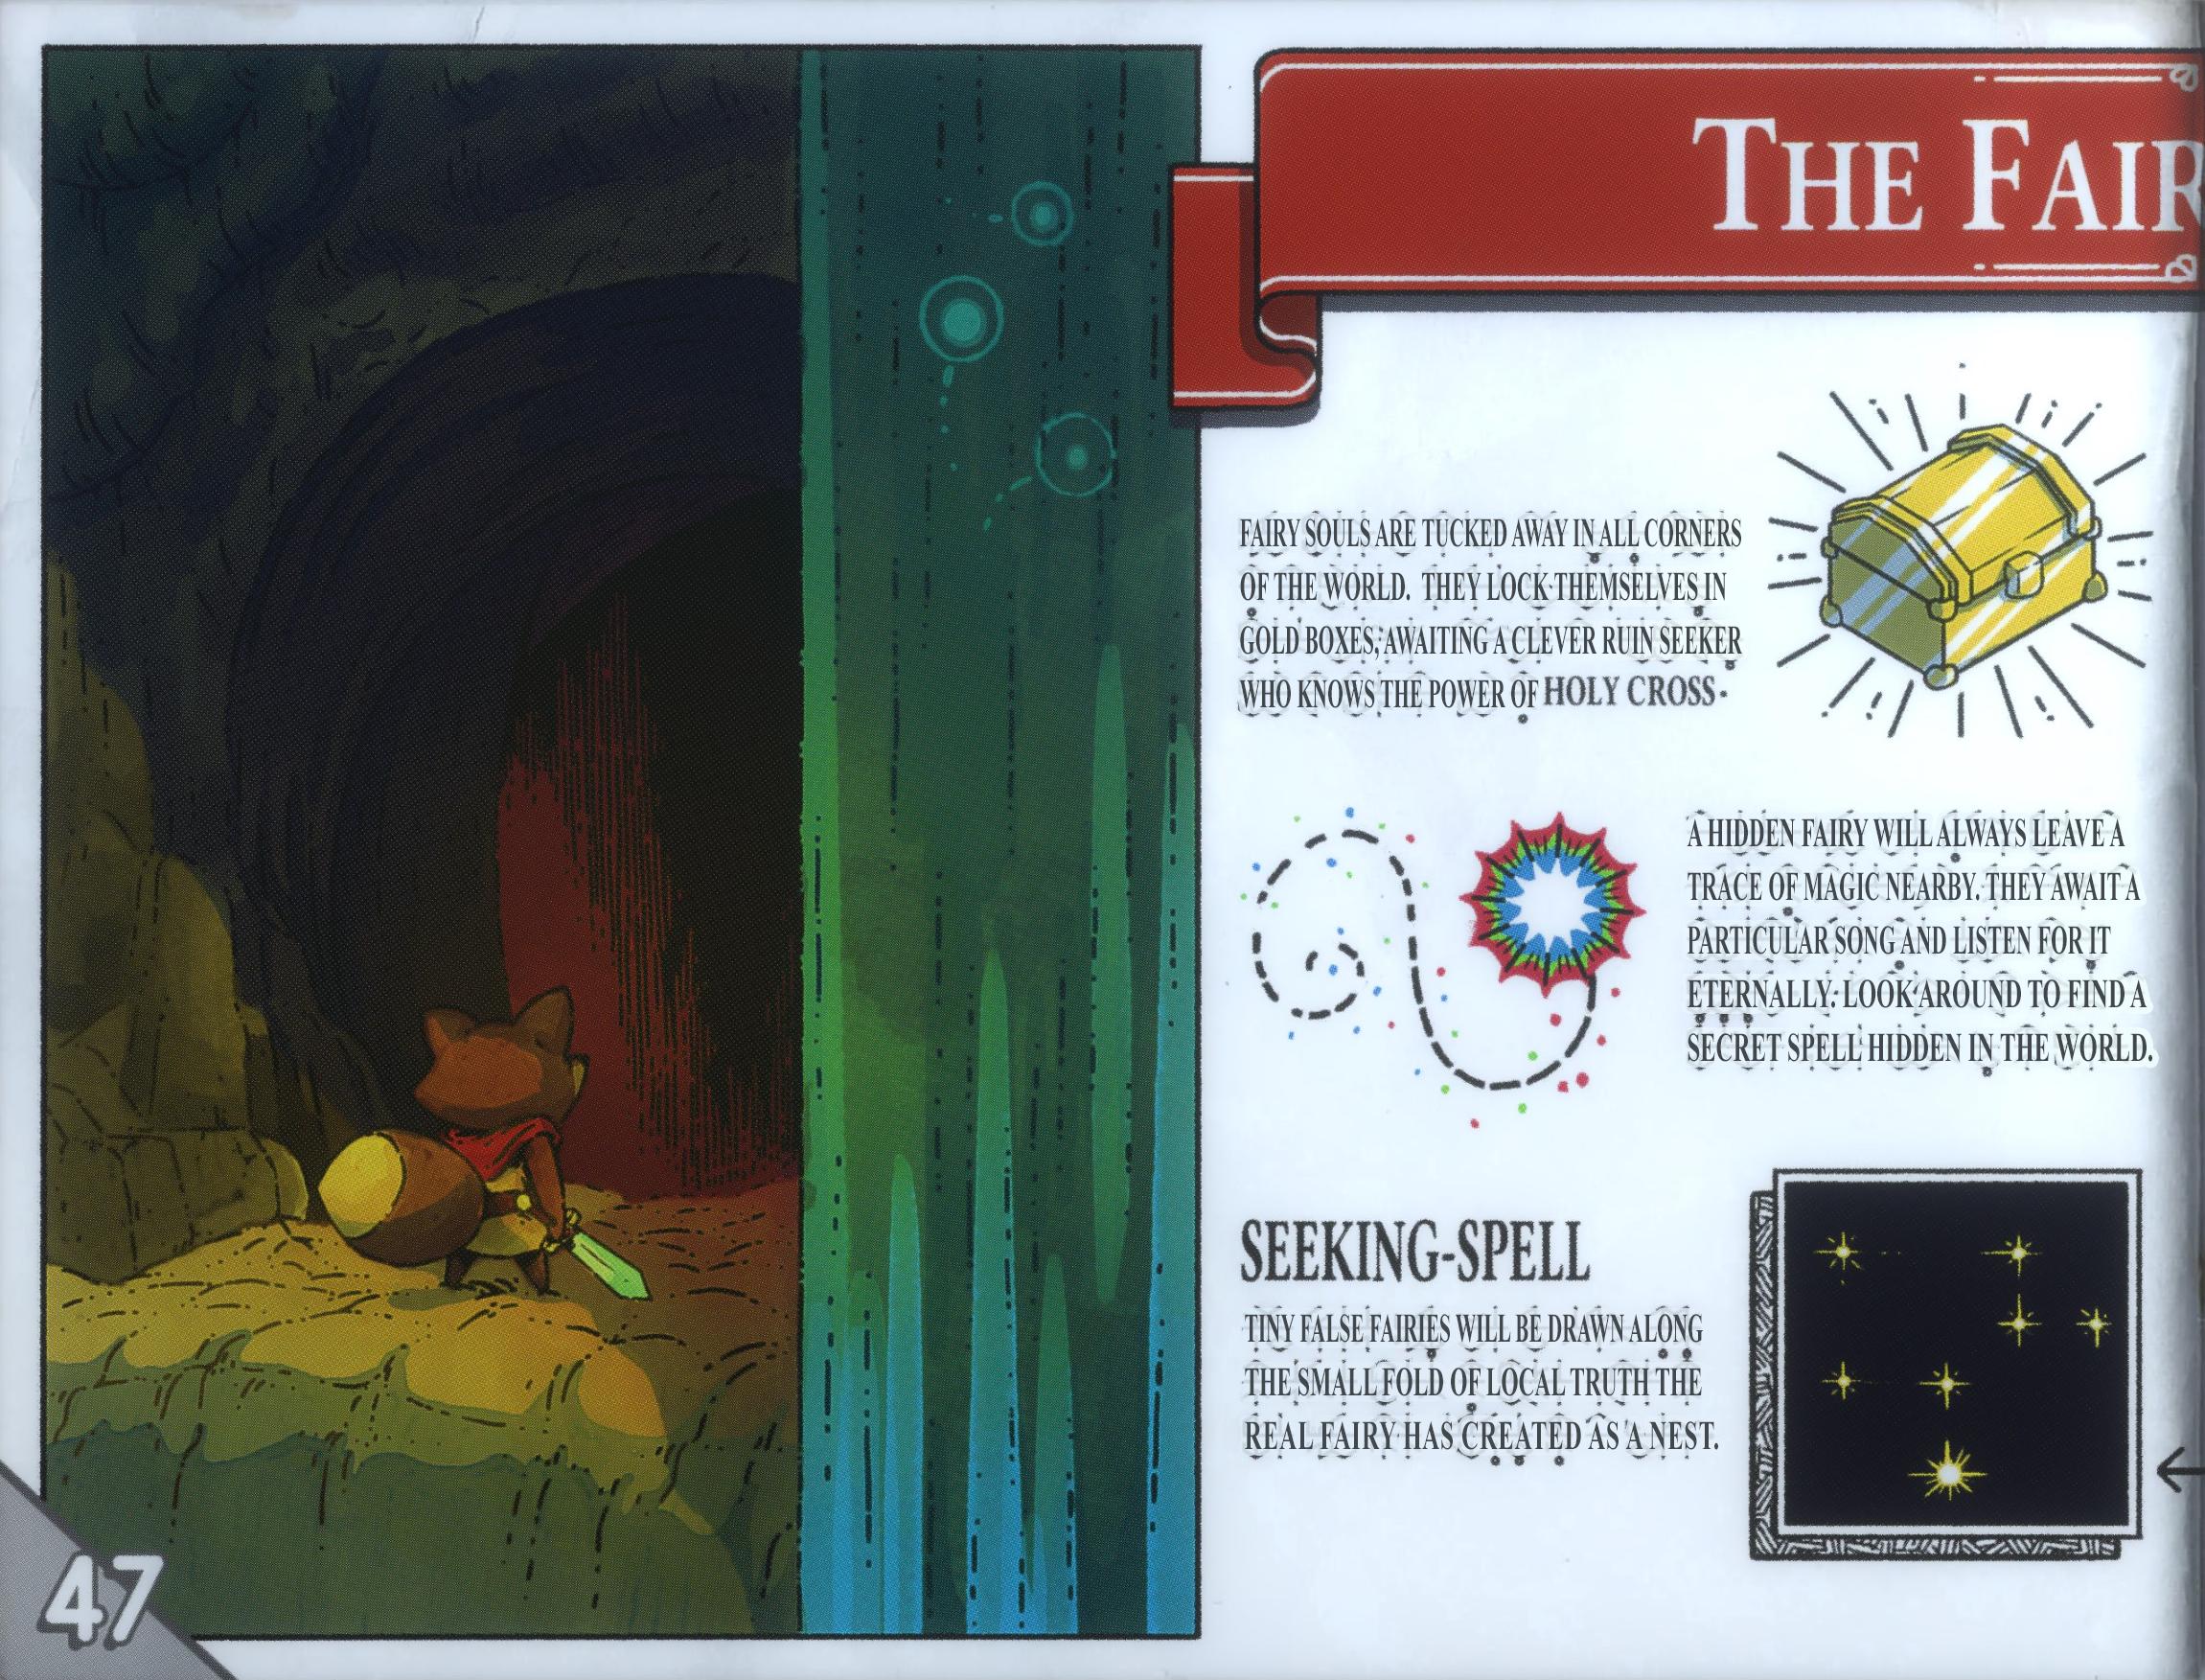 THE FAIR
FAIRY SOULS ARE TUCKED AWAY IN ALL CORNERS
OF THE WORLD. THEY LOCK THEMSELVES IN
GOLD BOXES, AWAITING A CLEVER RUIN SEEKER
WHO KNOWS THE POWER OF HOLY CROSS.
A HIDDEN FAIRY WILL ALWAYS LEAVE A
TRACE OF MAGIC NEARBY. THEY AWAIT A
PARTICULAR SONG AND LISTEN FOR IT
ETERNALLY. LOOK AROUND TO FIND A
SECRET SPELL HIDDEN IN THE WORLD.
SEEKING-SPELL
TINY FALSE FAIRIES WILL BE DRAWN ALONG
THE SMALL FOLD OF LOCAL TRUTH THE
REAL FAIRY HAS CREATED AS A NEST.
47